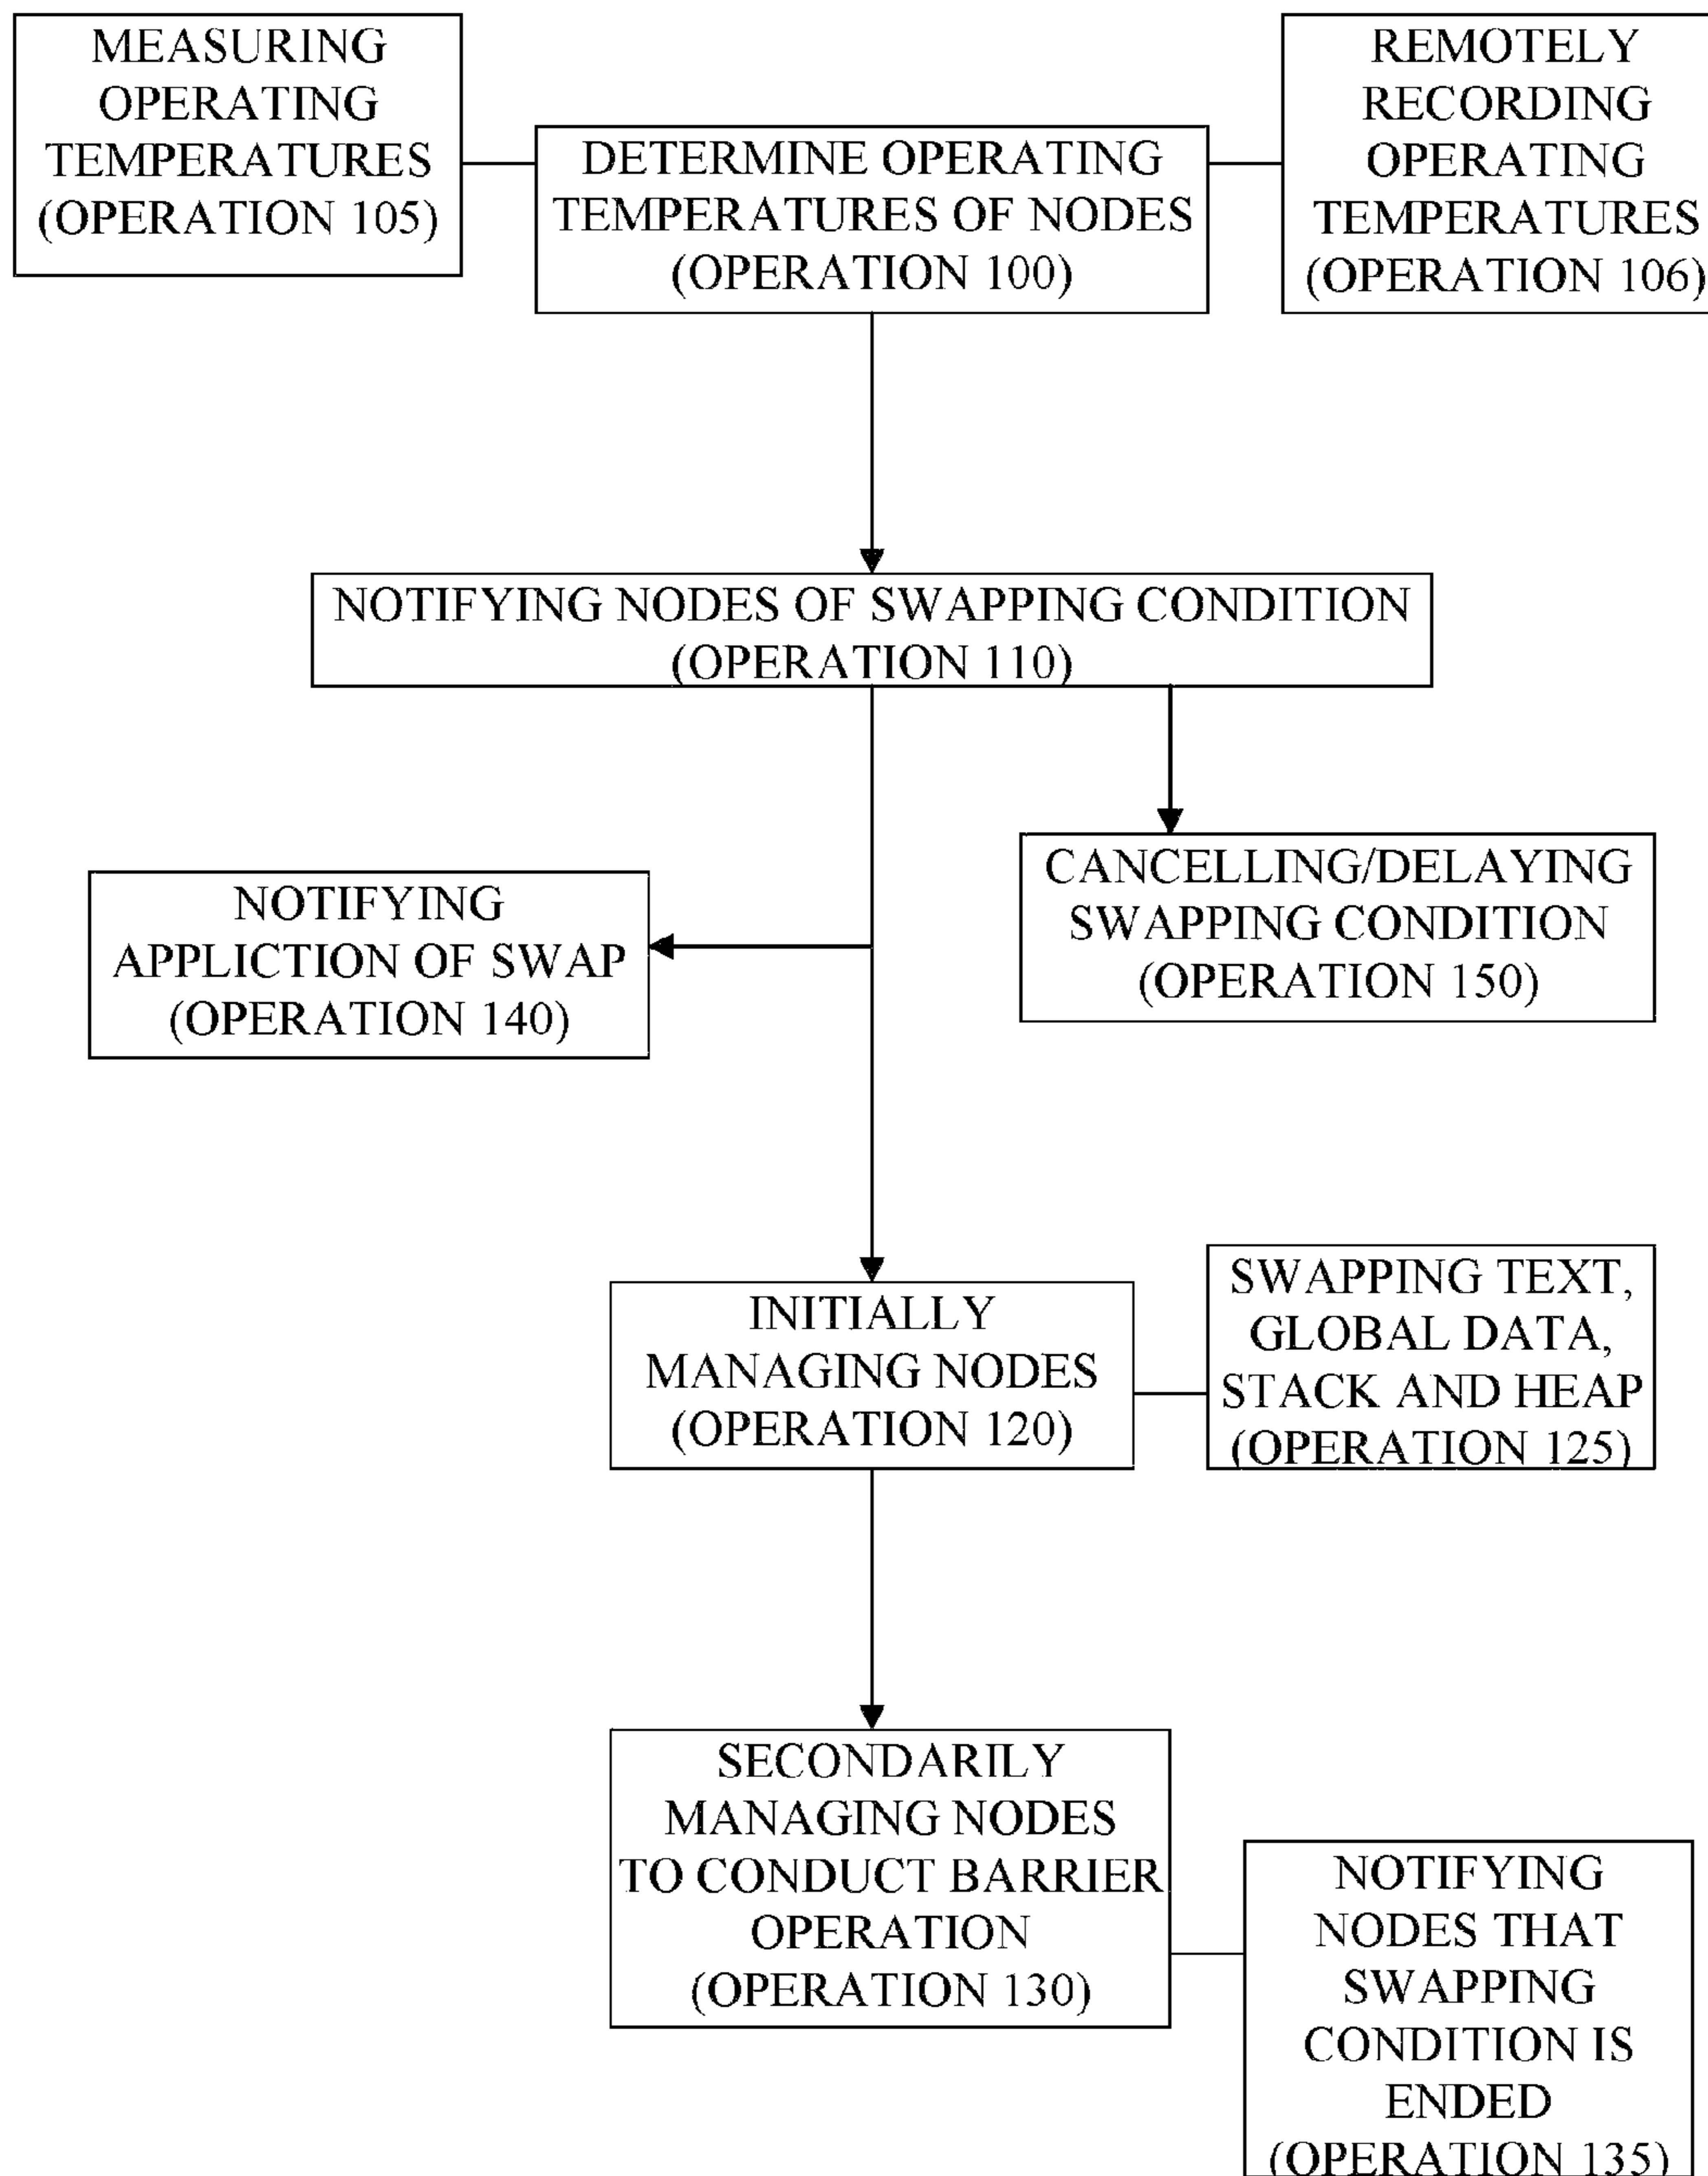 MEASURING
OPERATING
TEMPERATURES
(OPERATION 105)
DETERMINE OPERATING
TEMPERATURES OF NODES
(OPERATION 100)
REMOTELY
RECORDING
OPERATING
TEMPERATURES
(OPERATION 106)
NOTIFYING NODES OF SWAPPING CONDITION
(OPERATION 110)
CANCELLING/DELAYING
SWAPPING CONDITION
(OPERATION 150)
NOTIFYING
APPLICTION OF SWAP
(OPERATION 140)
INITIALLY
MANAGING NODES
(OPERATION 120)
SWAPPING TEXT,
GLOBAL DATA,
STACK AND HEAP
(OPERATION 125)
SECONDARILY
MANAGING NODES
TO CONDUCT BARRIER
OPERATION
(OPERATION 130)
NOTIFYING
NODES THAT
SWAPPING
CONDITION IS
ENDED
(OPERATION 135)